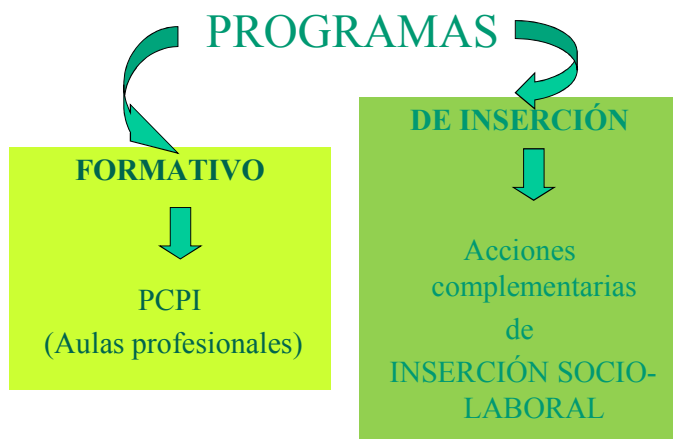 PROGRAMAS
FORMATIVO
PCPI
(Aulas profesionales)
DE INSERCIÓN
Acciones
complementarias
de
INSERCIÓN SOCIO-
LABORAL